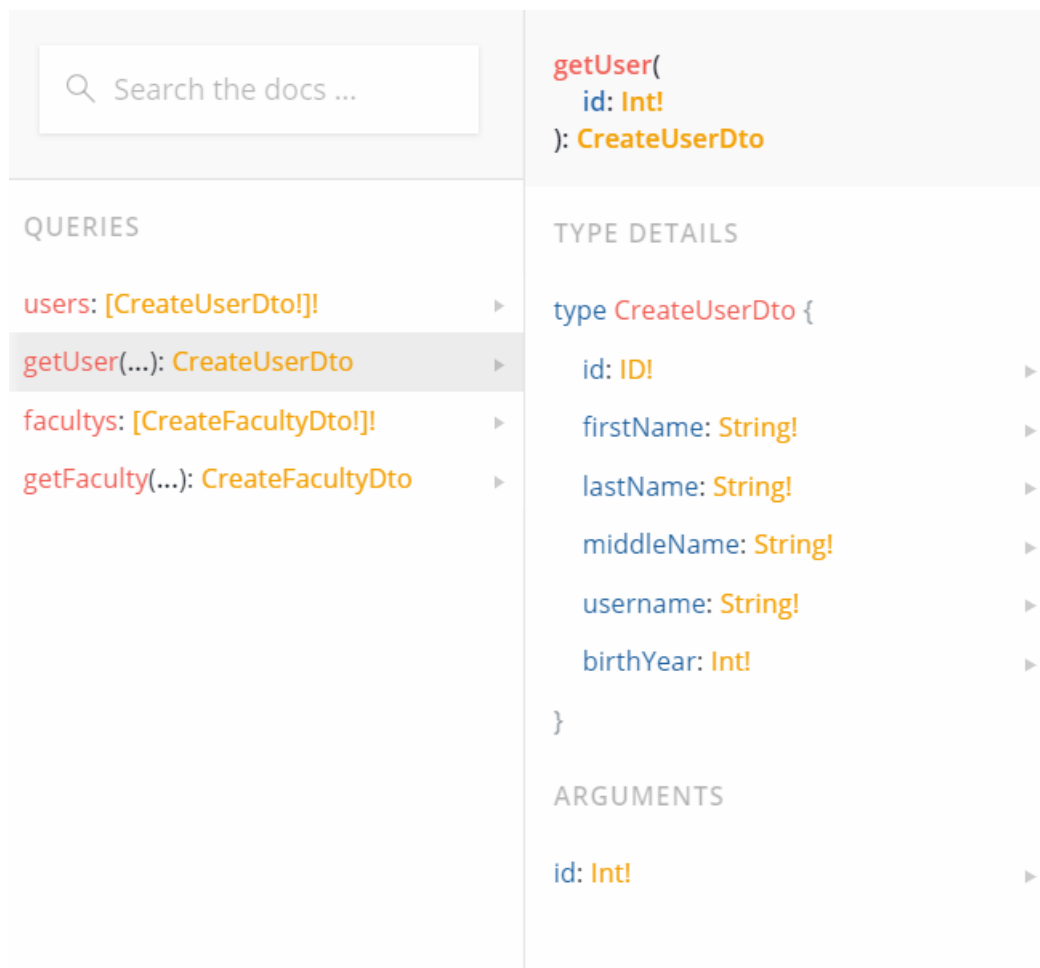 Search the docs ...
QUERIES
users: [CreateUserDto!]!
getUser(...): CreateUserDto
facultys: [CreateFacultyDto!]!
getFaculty(...): CreateFacultyDto
getUser(
id: Int!
): CreateUserDto
TYPE DETAILS
type CreateUserDto {
id: ID!
firstName: String!
lastName: String!
middleName: String!
username: String!
birthYear: Int!
}
ARGUMENTS
id: Int!